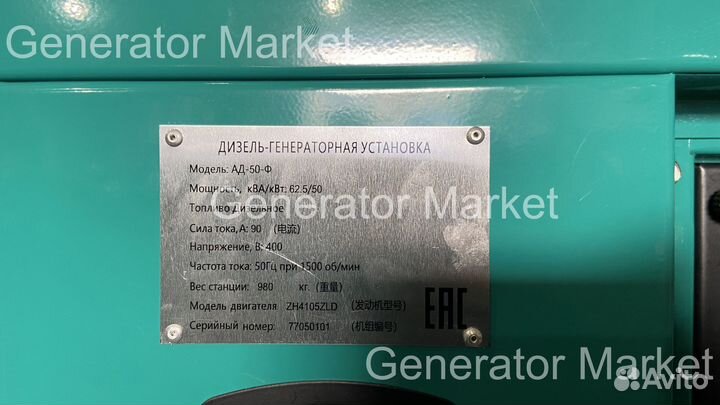 Generator Market
ДИЗЕЛЬ-ГЕНЕРАТОРНАЯ УСТАНОВКА
Модель: АД-50-Ф
Мощность, кВА/кВт: 62.5/50
Generator Market
Топливо Дизельное
Сила тока, А: 90 (电流)
Напряжение, В: 400
Частота тока: 50Гц при 1500 об/мин
Вес станции: 980 кг. (重量)
Модель двигателя ZH4105ZLD (发动机型号)
Серийный номер: 77050101 (机组编号)
EAC
Generator Market
Avito